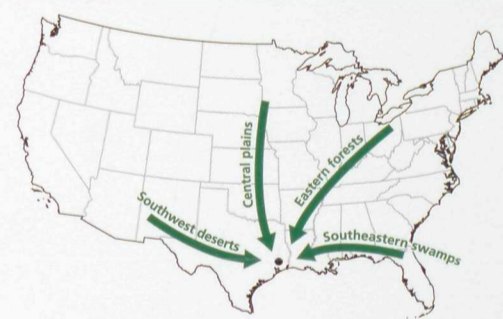 Central plains
Eastern forests
Southwest deserts
Southeastern swamps